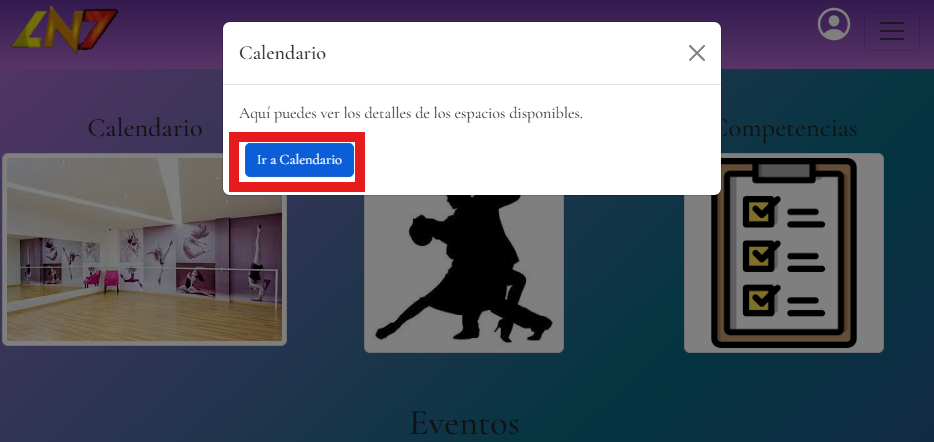 LN7
Calendario
Aquí puedes ver los detalles de los espacios disponibles.
Ir a Calendario
Calendario
Competencias
Eventos